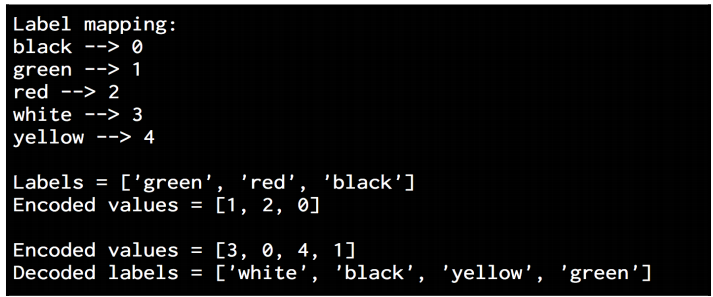 Label mapping:
black --> 0
green --> 1
red --> 2
white --> 3
yellow --> 4
Labels = ['green', 'red', 'black']
Encoded values = [1, 2, 0]
Encoded values = [3, 0, 4, 1]
Decoded labels = ['white', 'black', 'yellow', 'green']